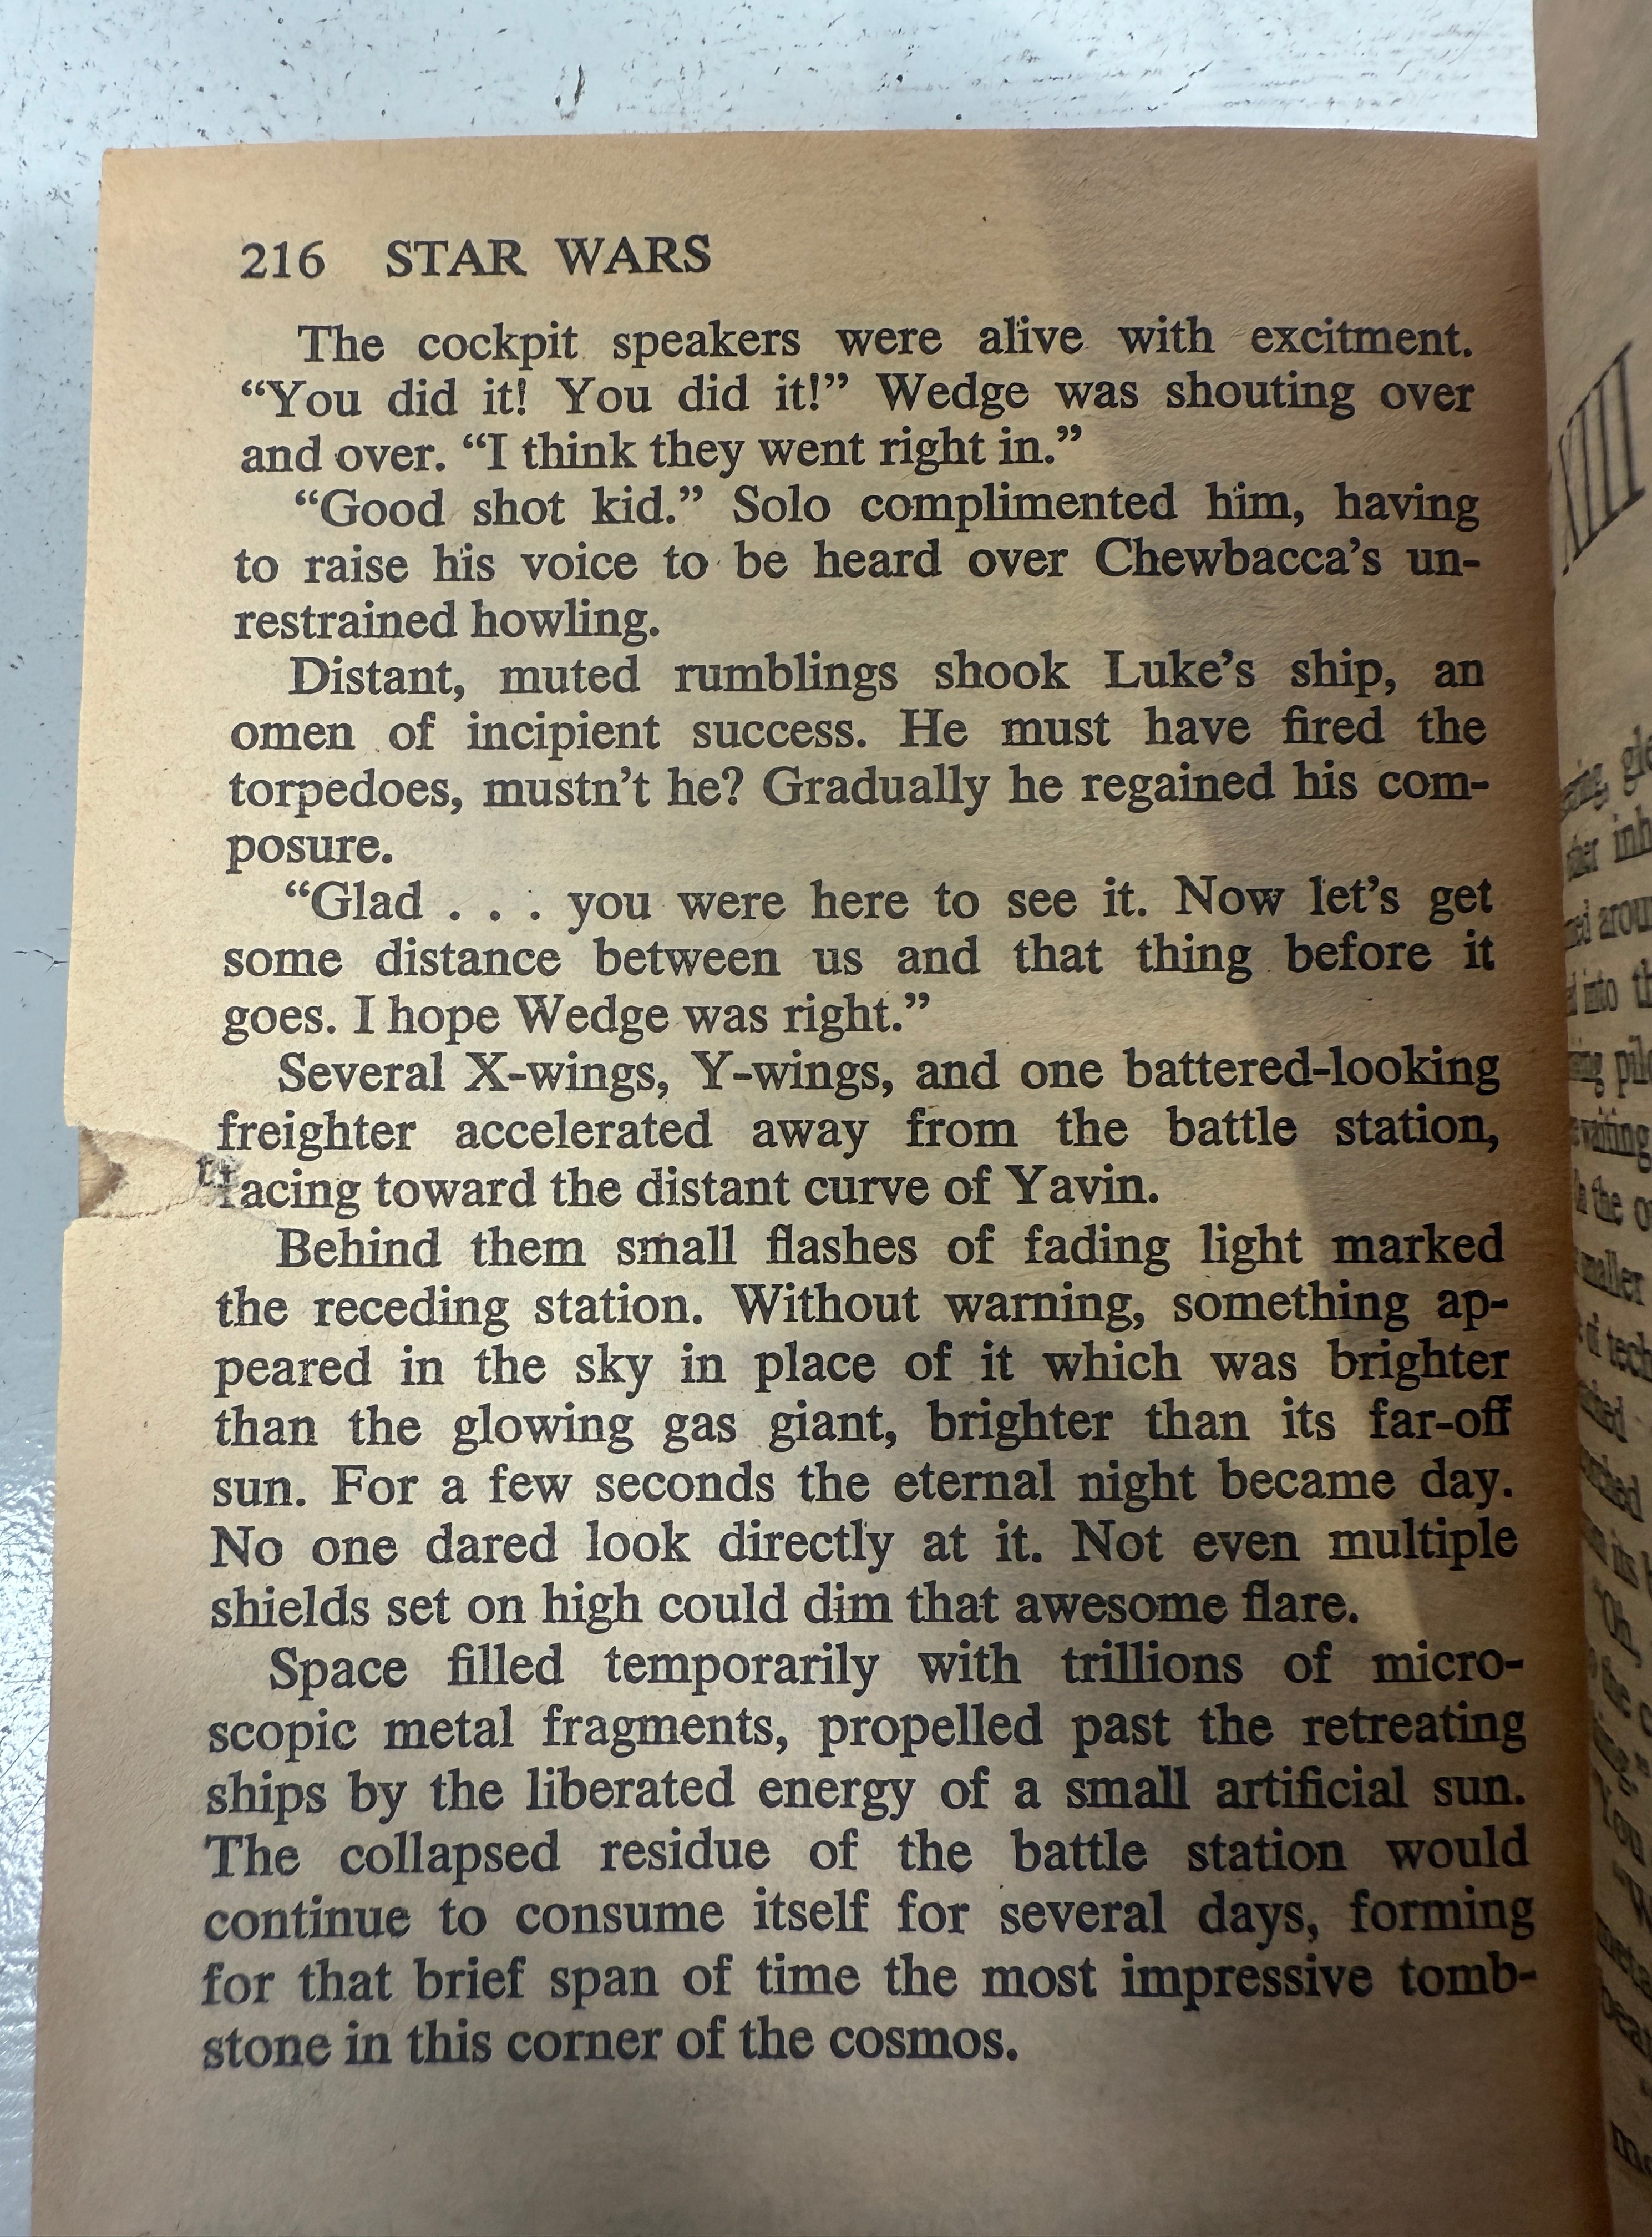 216 STAR WARS
The cockpit speakers were alive with excitment.
“You did it! You did it!” Wedge was shouting over
and over. “I think they went right in.”
“Good shot kid.” Solo complimented him, having
to raise his voice to be heard over Chewbacca’s un-
restrained howling.
Distant, muted rumblings shook Luke’s ship, an
omen of incipient success. He must have fired the
torpedoes, mustn’t he? Gradually he regained his com-
posure.
“Glad . . . you were here to see it. Now let’s get
some distance between us and that thing before it
goes. I hope Wedge was right.”
Several X-wings, Y-wings, and one battered-looking
freighter accelerated away from the battle station,
toward the distant curve of Yavin.
Behind them small flashes of fading light marked
the receding station. Without warning, something ap-
peared in the sky in place of it which was brighter
than the glowing gas giant, brighter than its far-off
sun. For a few seconds the eternal night became day.
No one dared look directly at it. Not even multiple
shields set on high could dim that awesome flare.
Space filled temporarily with trillions of micro-
scopic metal fragments, propelled past the retreating
ships by the liberated energy of a small artificial sun.
The collapsed residue of the battle station would
continue to consume itself for several days, forming
for that brief span of time the most impressive tomb-
stone in this corner of the cosmos.